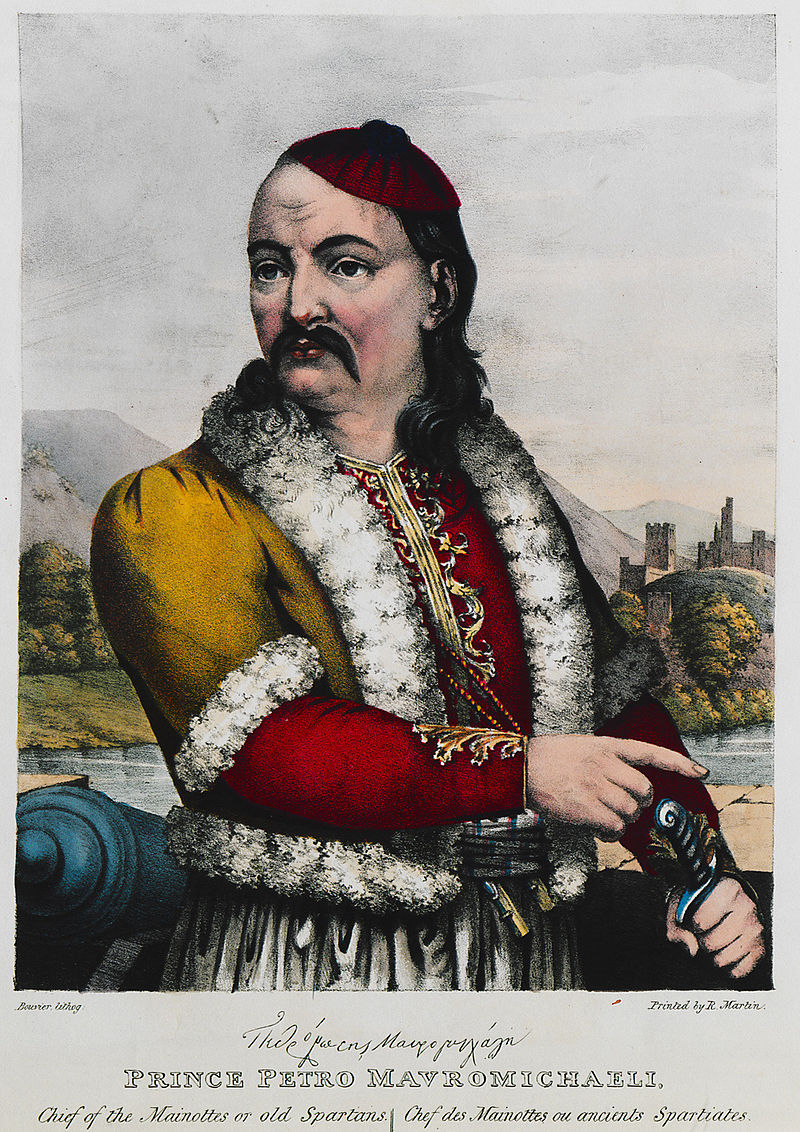 Bouvier, lithog.
Printed by R. Martin.
PRINCE PETRO MAVROMICHAELI,
Chief of the Mainottes or old Spartans. Chef des Mainottes ou anciens Spartiates.